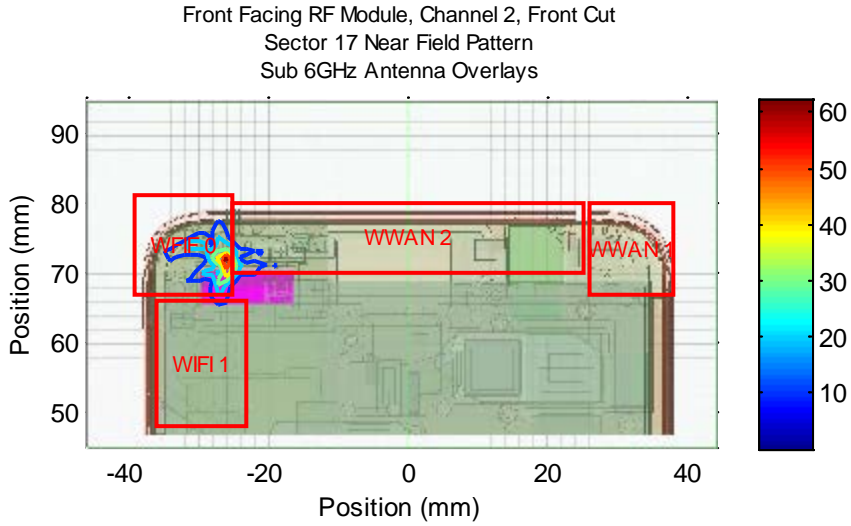 Front Facing RF Module, Channel 2, Front Cut
Sector 17 Near Field Pattern
Sub 6GHz Antenna Overlays
90
80
70
60
50
Position (mm)
-40
-20
0
20
40
Position (mm)
WIFI 0
WWAN 2
WWAN 1
WIFI 1
60
50
40
30
20
10